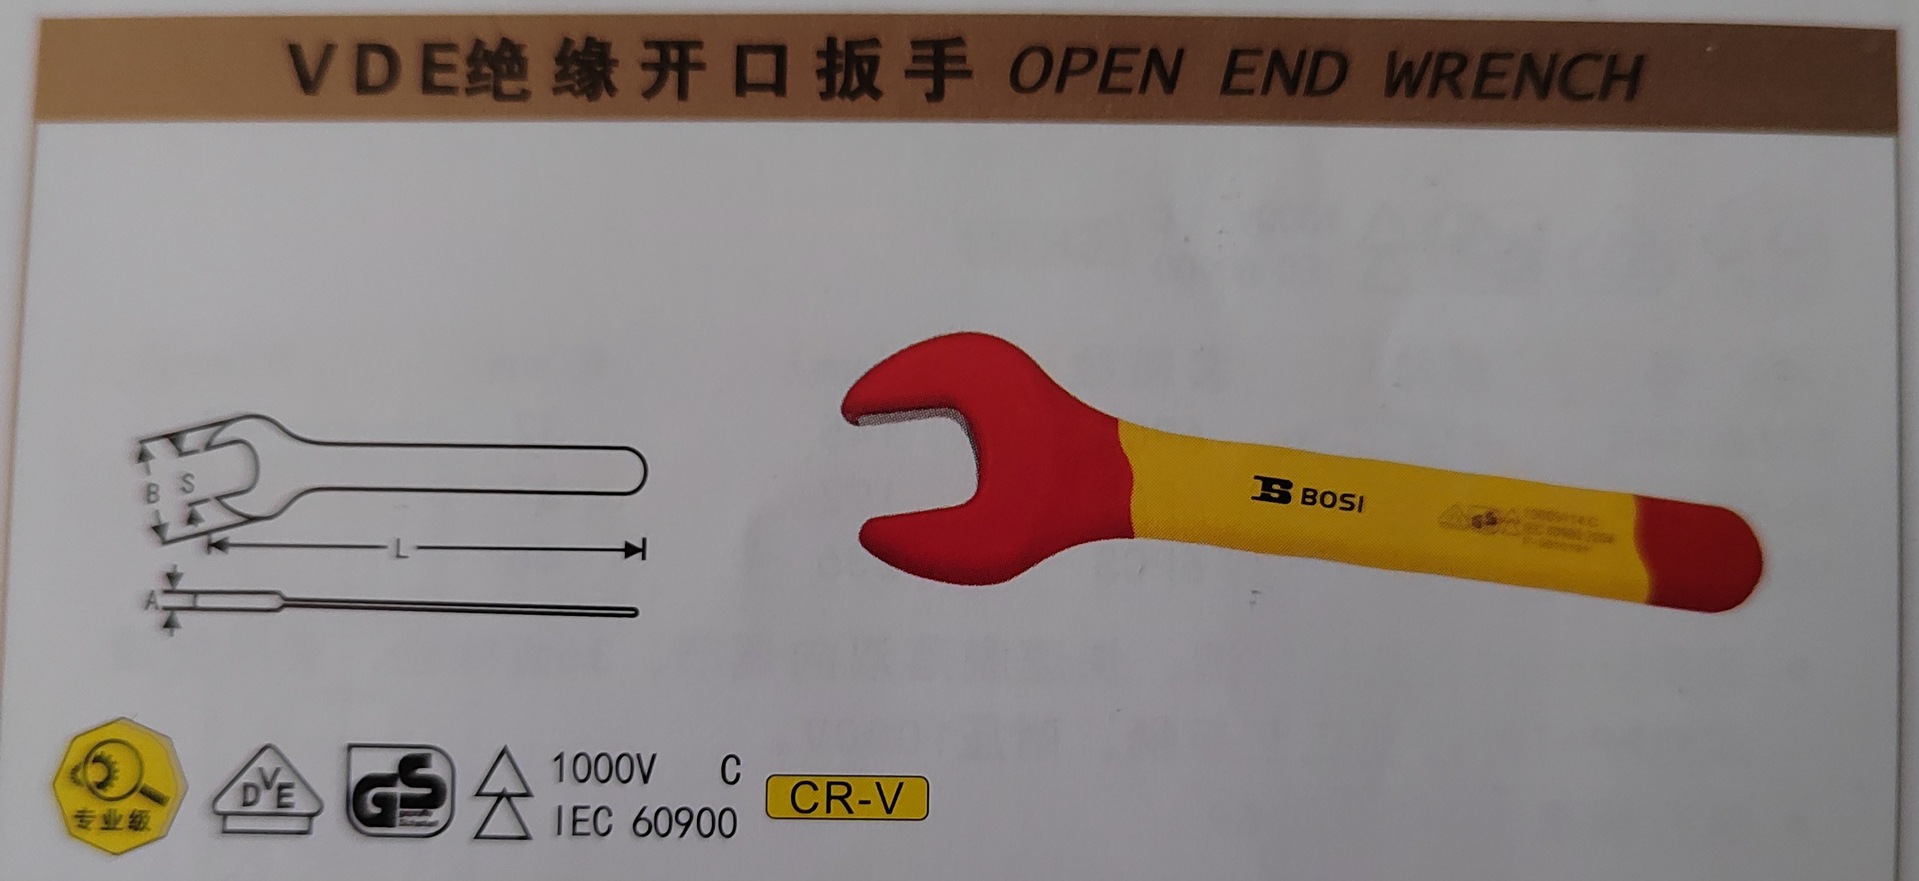 VDE绝缘开口扳手 OPEN END WRENCH
B
S
L
A
BOSI
GS
专业级
VDE
GS
1000V C
IEC 60900
CR-V